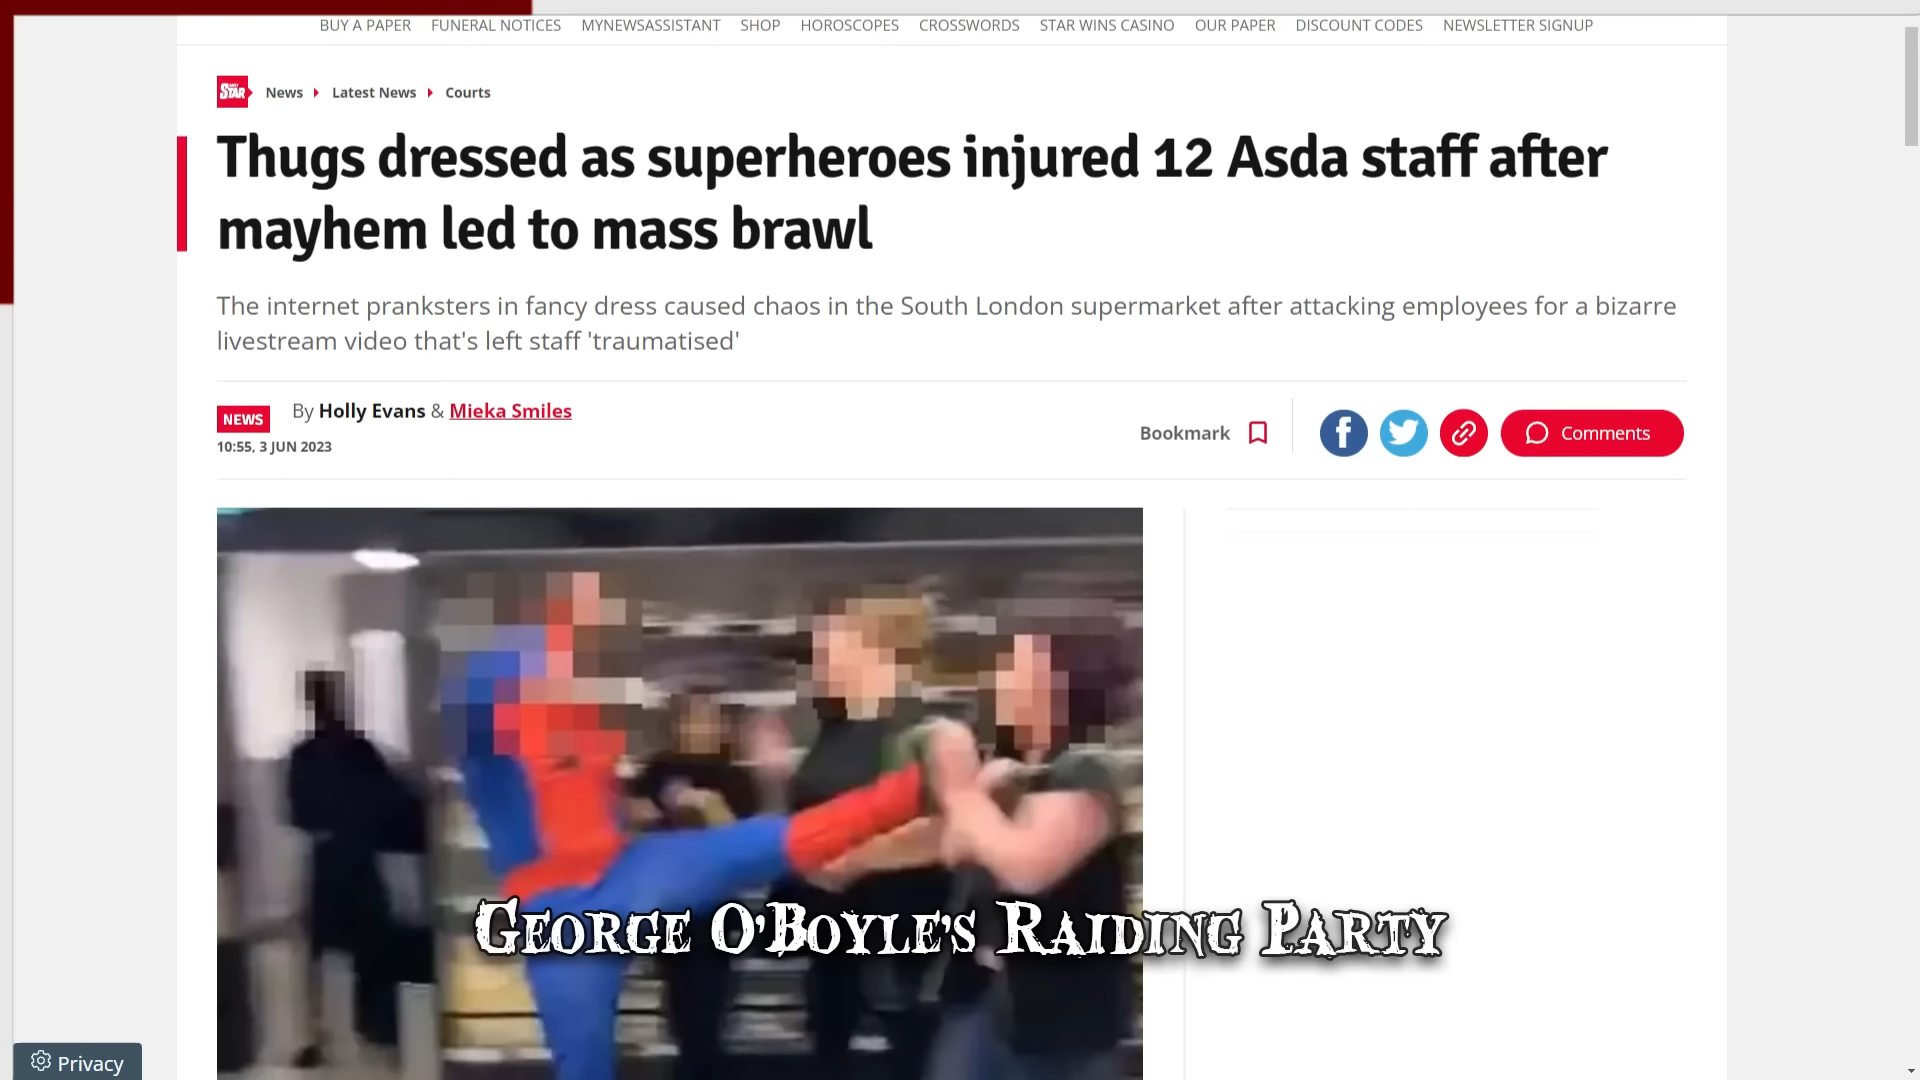 BUY A PAPER FUNERAL NOTICES MYNEWSASSISTANT SHOP HOROSCOPES CROSSWORDS STAR WINS CASINO OUR PAPER DISCOUNT CODES NEWSLETTER SIGNUP
STAR News Latest News Courts
Thugs dressed as superheroes injured 12 Asda staff after
mayhem led to mass brawl
The internet pranksters in fancy dress caused chaos in the South London supermarket after attacking employees for a bizarre
livestream video that's left staff 'traumatised'
NEWS By Holly Evans & Mieka Smiles
10:55, 3 JUN 2023
Bookmark
Comments
George O'Boyle's Raiding Party
Privacy